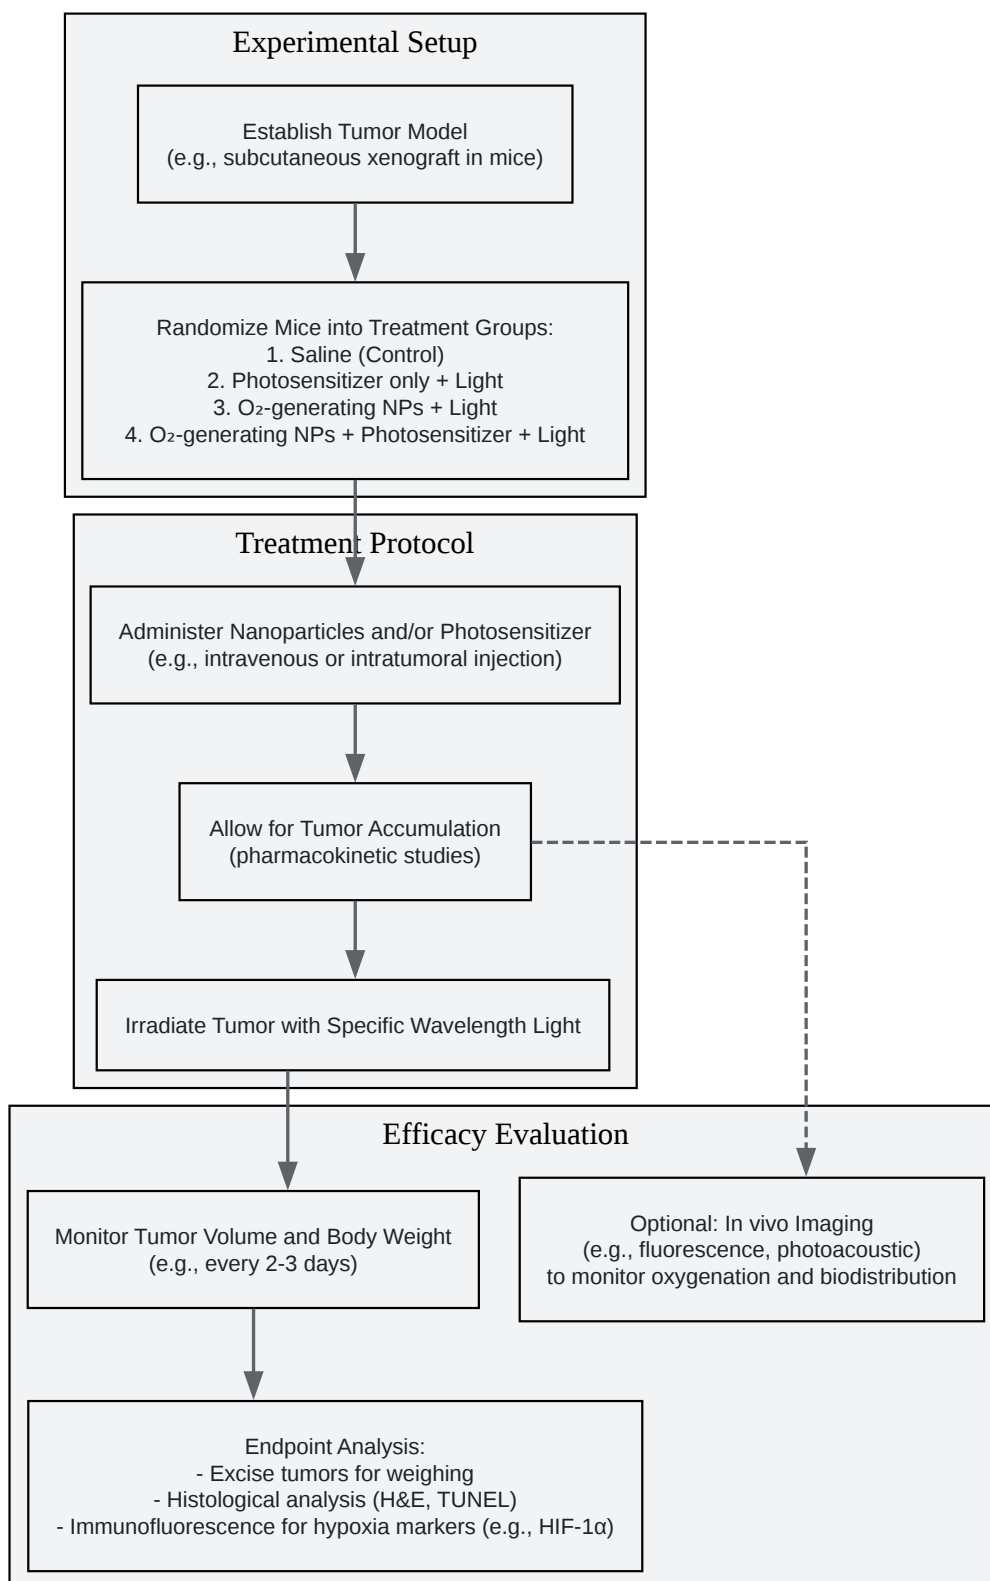 Experimental Setup
Establish Tumor Model
(e.g., subcutaneous xenograft in mice)
Randomize Mice into Treatment Groups:
1. Saline (Control)
2. Photosensitizer only + Light
3. O₂-generating NPs + Light
4. O₂-generating NPs + Photosensitizer + Light
Treatment Protocol
Administer Nanoparticles and/or Photosensitizer
(e.g., intravenous or intratumoral injection)
Allow for Tumor Accumulation
(pharmacokinetic studies)
Irradiate Tumor with Specific Wavelength Light
Efficacy Evaluation
Monitor Tumor Volume and Body Weight
(e.g., every 2-3 days)
Optional: In vivo Imaging
(e.g., fluorescence, photoacoustic)
to monitor oxygenation and biodistribution
Endpoint Analysis:
- Excise tumors for weighing
- Histological analysis (H&E, TUNEL)
- Immunofluorescence for hypoxia markers (e.g., HIF-1α)